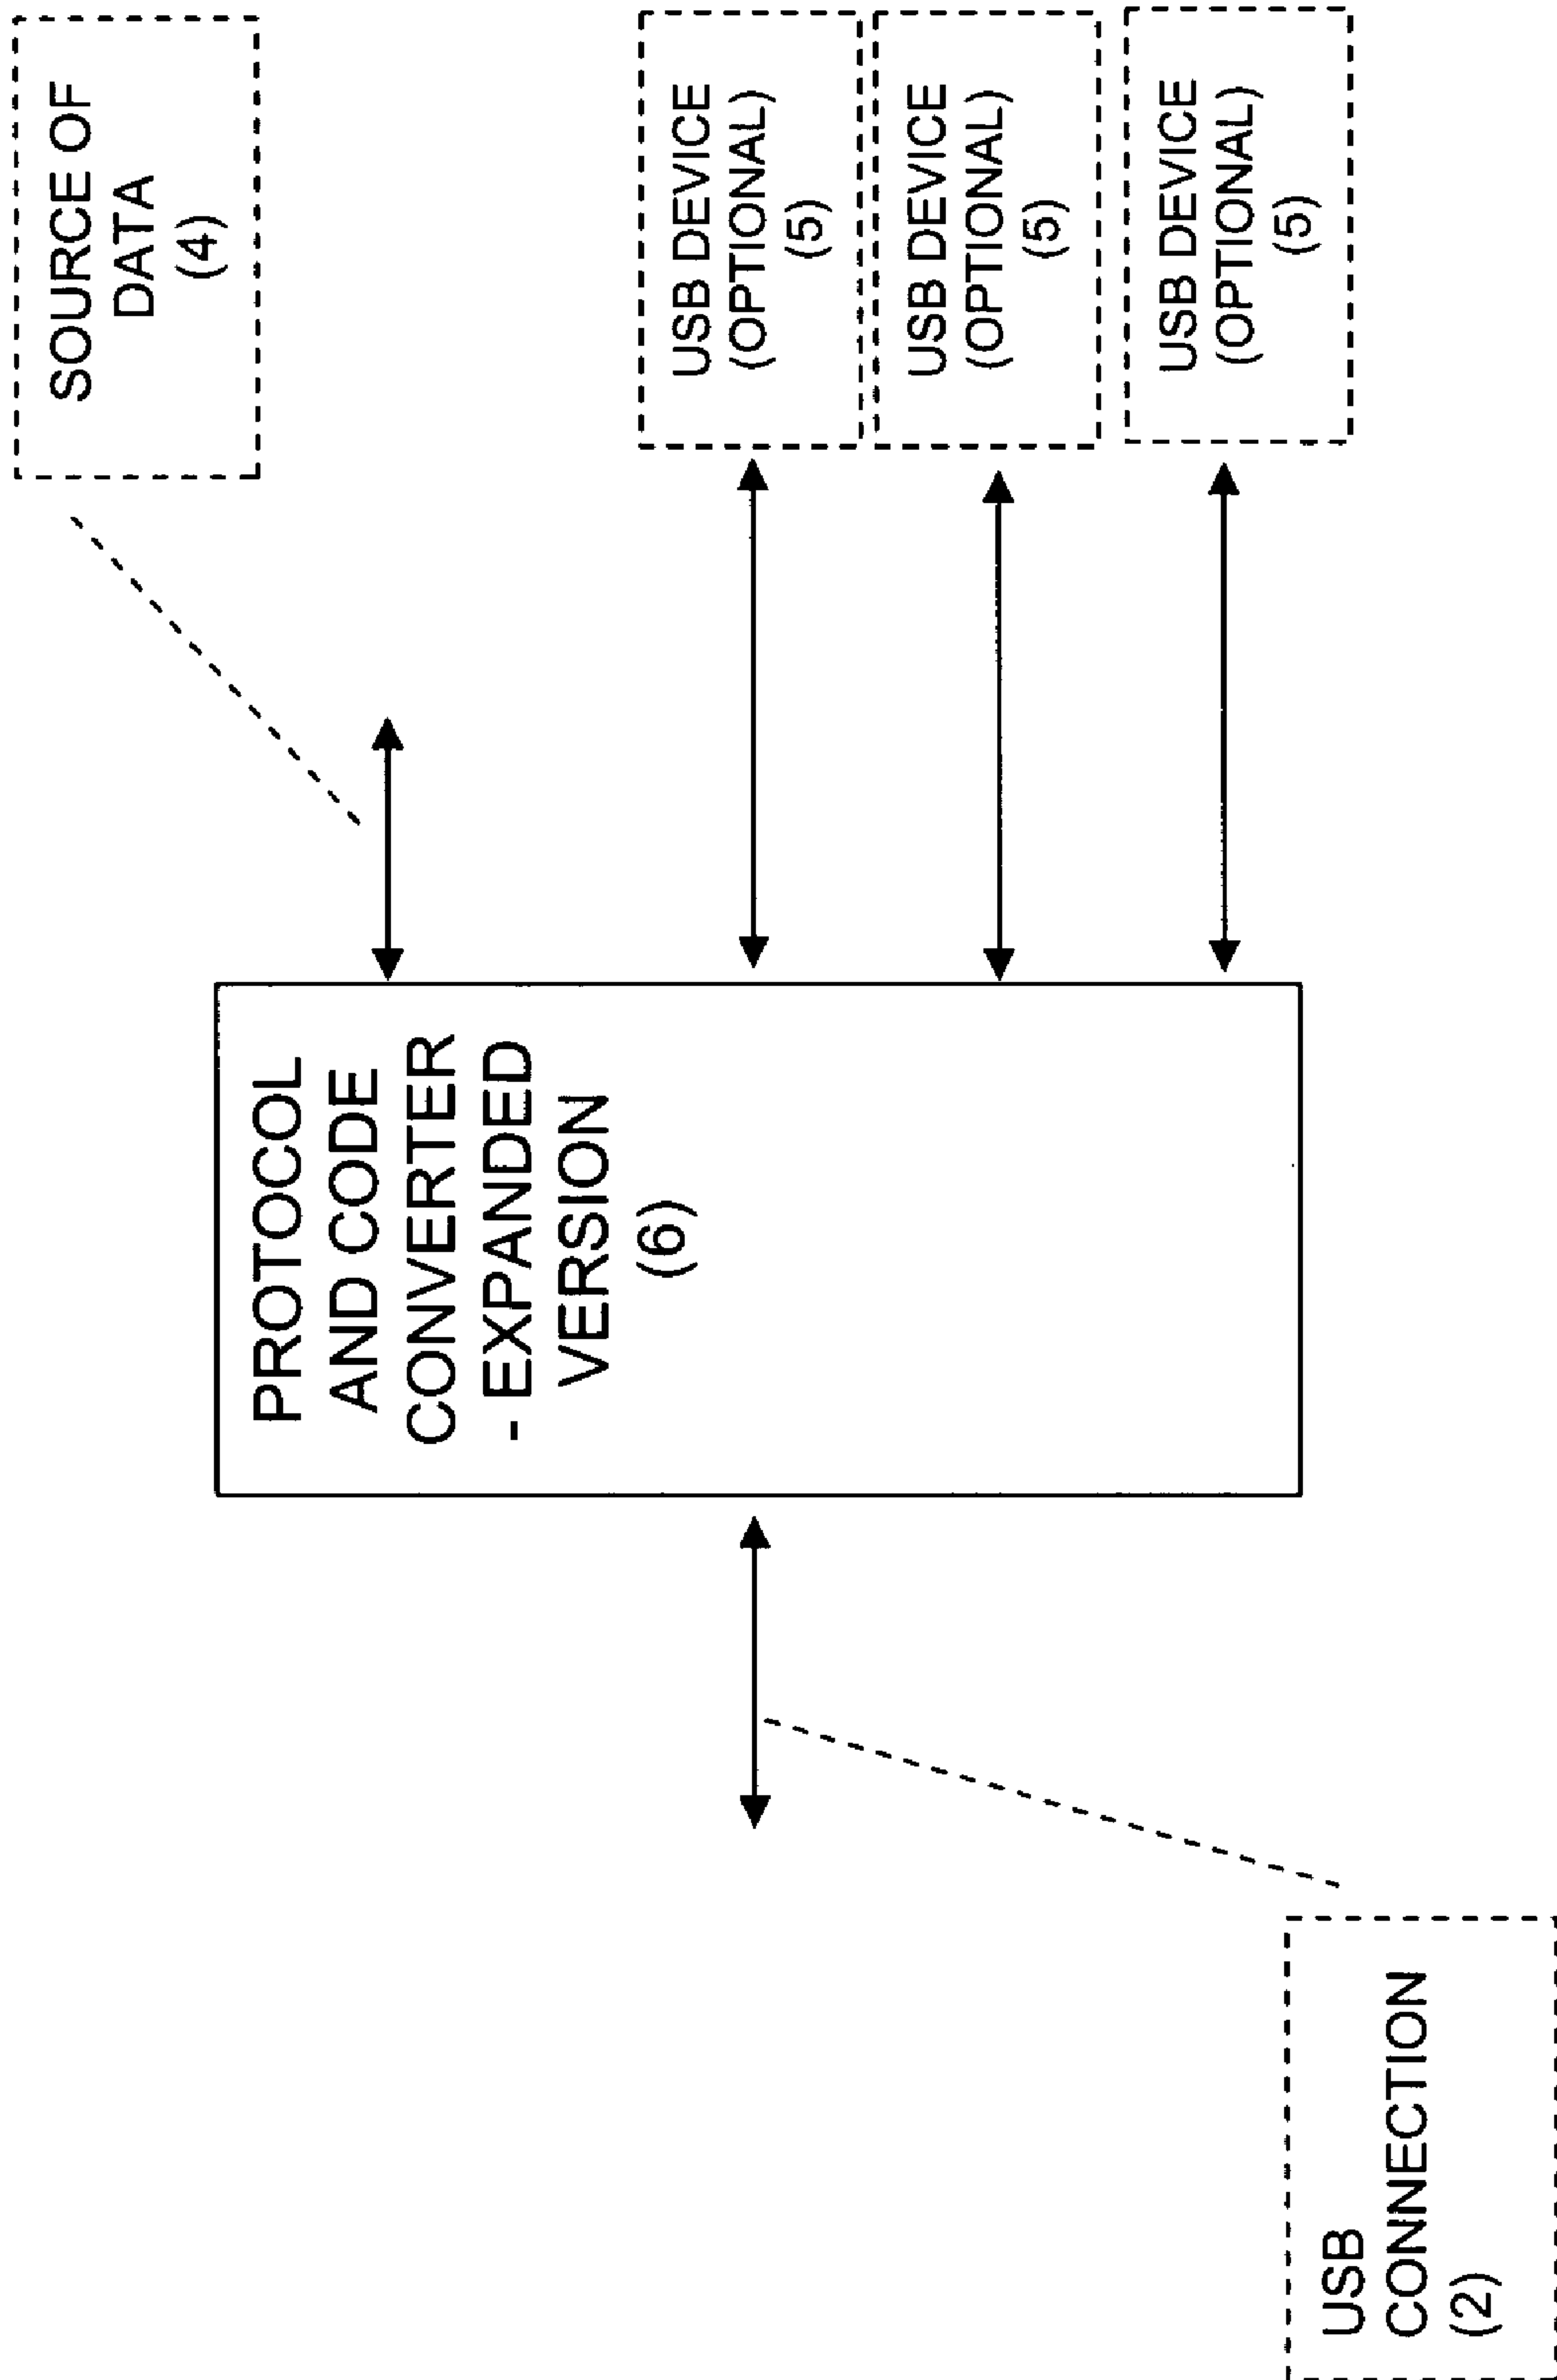 SOURCE OF
DATA
(4)
PROTOCOL
AND CODE
CONVERTER
- EXPANDED
VERSION
(6)
USB DEVICE
(OPTIONAL)
(5)
USB DEVICE
(OPTIONAL)
(5)
USB DEVICE
(OPTIONAL)
(5)
USB
CONNECTION
(2)